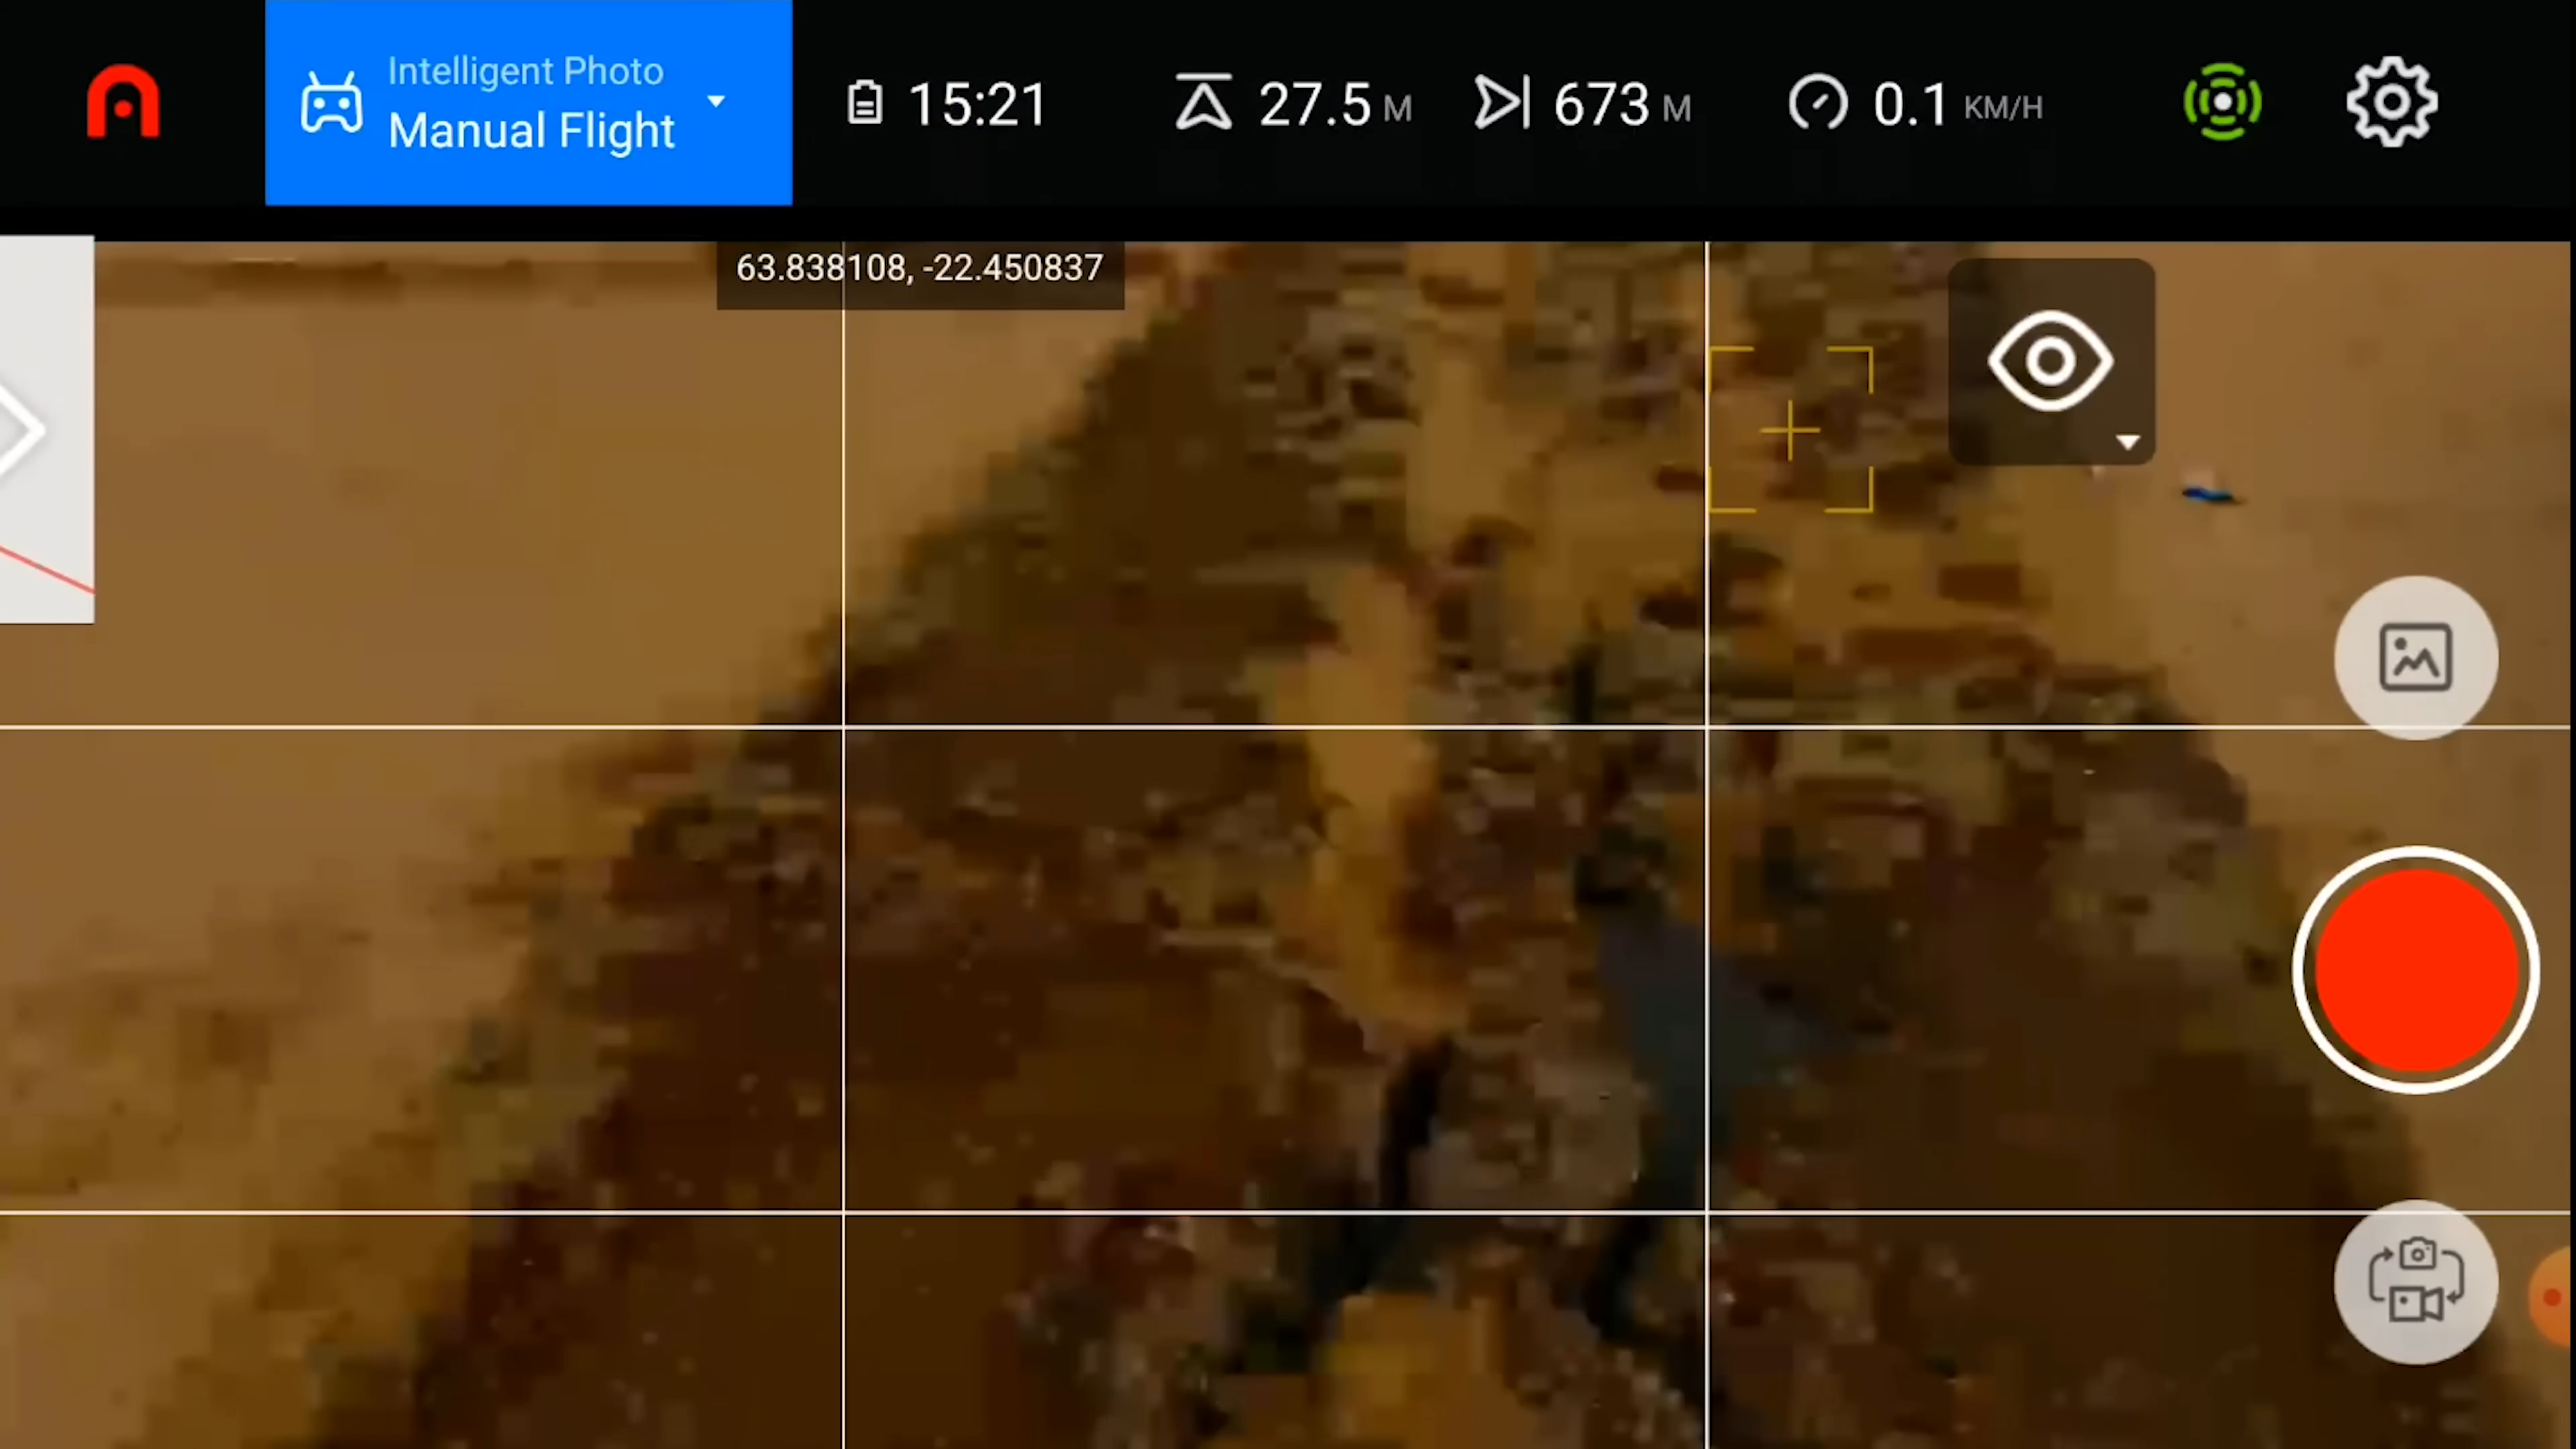 Intelligent Photo
Manual Flight
15:21
27.5 M
673 M
0.1 KM/H
63.838108, -22.450837